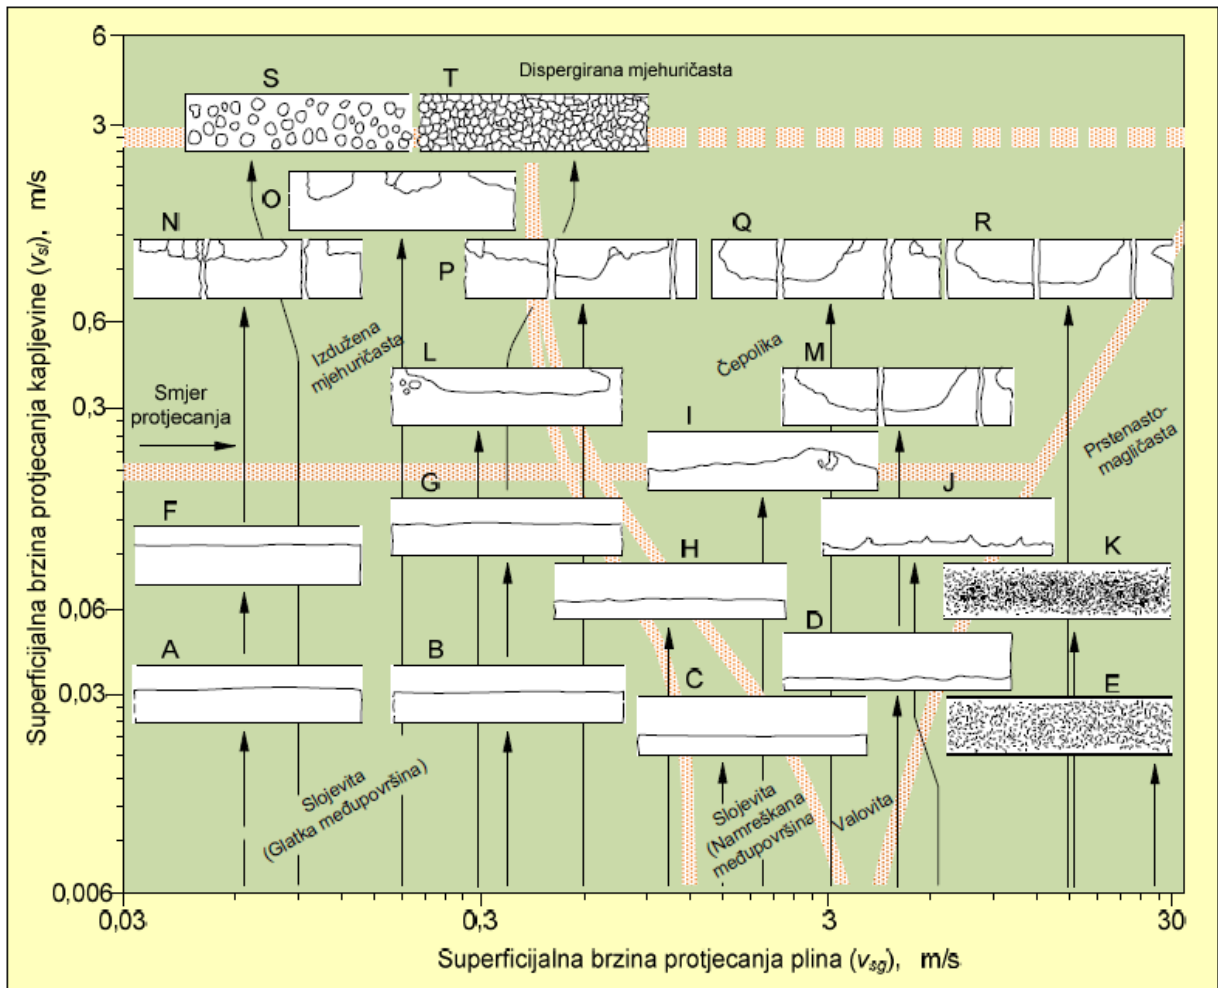 Superficijalna brzina protjecanja kapljevine (vsl), m/s
6
3
0,6
0,3
0,06
0,03
0,006
S
T
Dispergirana mjehuričasta
O
N
P
Q
R
Izdužena
mjehuričasta
L
Čepolika
M
Smjer
protjecanja
I
Prstenasto-
magličasta
G
J
F
H
K
A
B
D
C
E
Slojevita
(Glatka međupovršina)
Slojevita
(Namreškana
međupovršina
Valovita
0,03
0,3
3
30
Superficijalna brzina protjecanja plina (vsg), m/s